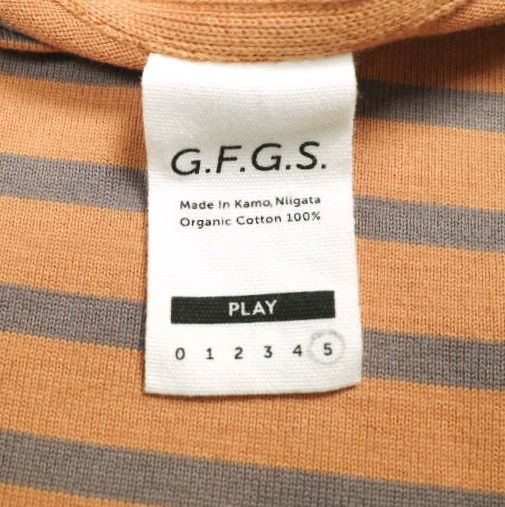 G.F.G.S.
Made In Kamo, Niigata
Organic Cotton 100%
PLAY
0 1 2 3 4 5